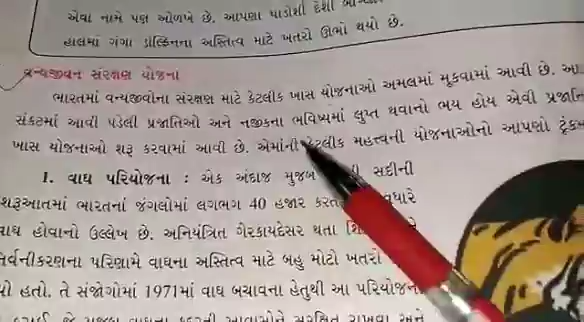 એવા નામે પણ ઓળખે છે. આપણા પાડોશી દેશી
હાલમાં ગંગા ડોલ્ફિનના અસ્તિત્વ માટે ખતરો ઊભો થયો છે.
વન્યજીવન સંરક્ષણ યોજના
ભારતમાં વન્યજીવોના સંરક્ષણ માટે કેટલીક ખાસ યોજનાઓ અમલમાં મૂકવામાં આવી છે. આ
સંકટમાં આવી પડેલી પ્રજાતિઓ અને નજીકના ભવિષ્યમાં લુપ્ત થવાનો ભય હોય એવી પ્રજાતિ
ખાસ યોજનાઓ શરૂ કરવામાં આવી છે. એમાંની કેટલીક મહત્ત્વની યોજનાઓનો આપણે ટૂંકમ
1. વાઘ પરિયોજના : એક અંદાજ મુજબ સદીની
શરૂઆતમાં ભારતનાં જંગલોમાં લગભગ 40 હજાર કરતાં વધારે
વાઘ હોવાનો ઉલ્લેખ છે. અનિયંત્રિત ગેરકાયદેસર થતા
નિર્વનીકરણના પરિણામે વાઘના અસ્તિત્વ માટે બહુ મોટો ખતરો
હતો. તે સંજોગોમાં 1971માં વાઘ બચાવના હેતુથી આ પરિયોજના